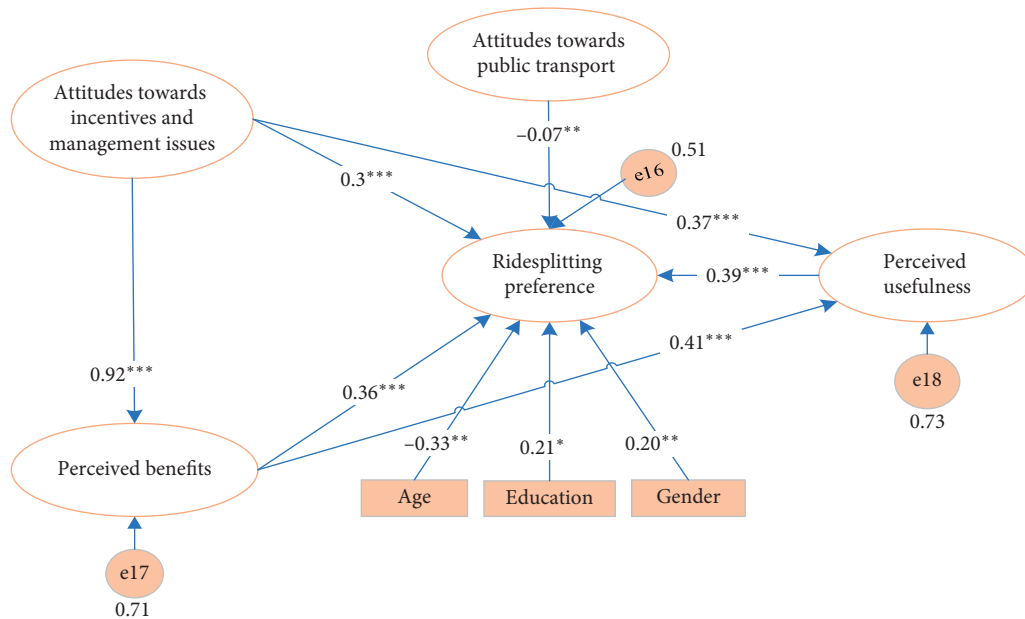 Attitudes towards
public transport
Attitudes towards
incentives and
management issues
–0.07**
0.51
e16
0.3***
0.37***
Ridesplitting
preference
0.39***
Perceived
usefulness
0.41***
0.92***
0.36***
e18
0.73
–0.33**
0.21*
0.20**
Perceived benefits
Age
Education
Gender
e17
0.71